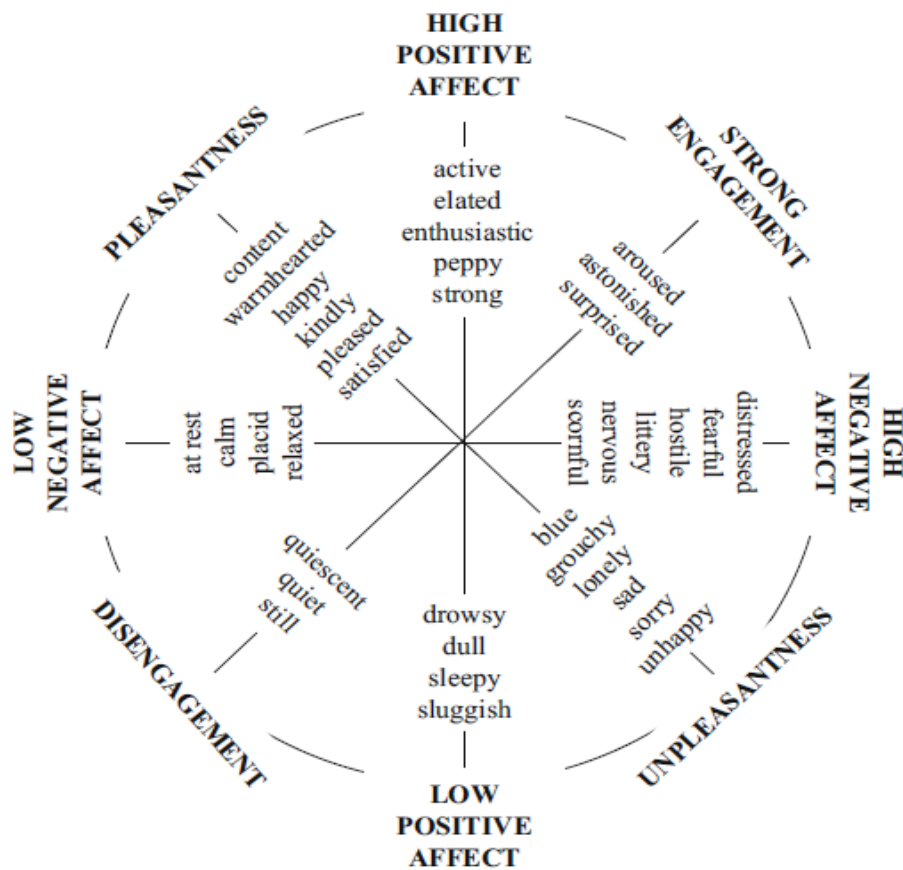 HIGH
POSITIVE
AFFECT
STRONG
ENGAGEMENT
PLEASANTNESS
active
elated
enthusiastic
peppy
strong
content
warmhearted
happy
kindly
pleased
satisfied
aroused
astonished
surprised
LOW
NEGATIVE
AFFECT
at rest
calm
placid
relaxed
scornful
nervous
littery
hostile
fearful
distressed
HIGH
NEGATIVE
AFFECT
quiescent
quiet
still
blue
grouchy
lonely
sad
sorry
unhappy
drowsy
dull
sleepy
sluggish
DISENGAGEMENT
UNPLEASANTNESS
LOW
POSITIVE
AFFECT